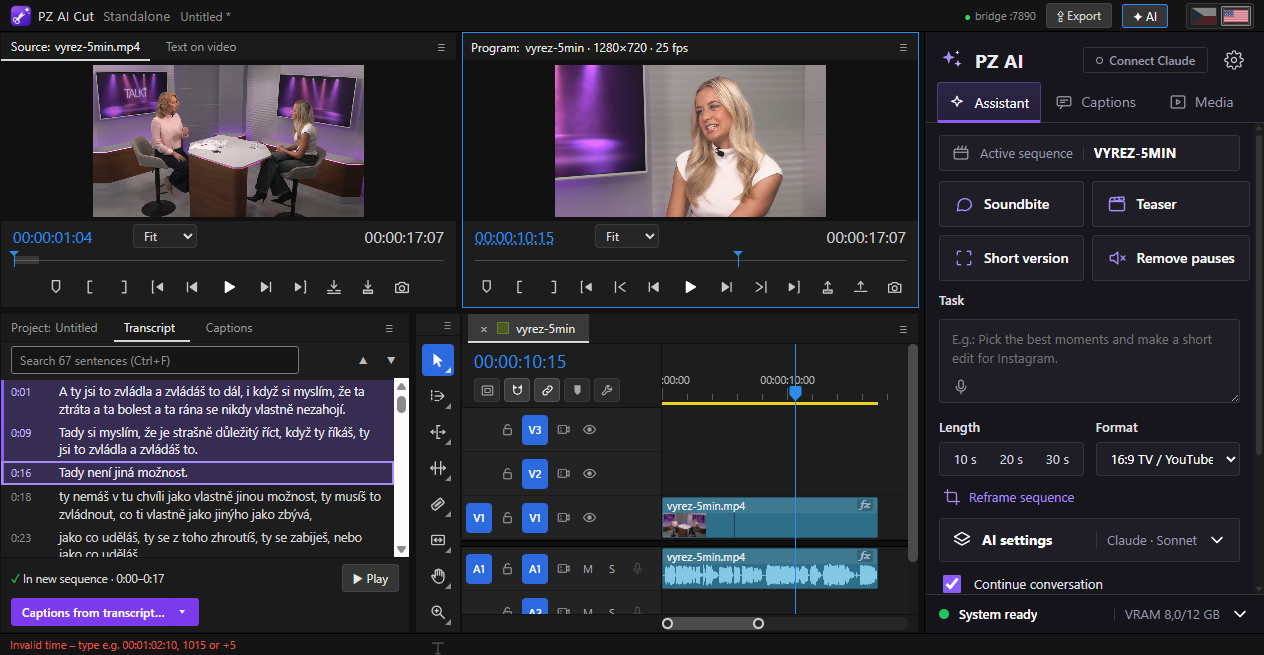 PZ AI Cut Standalone Untitled *
bridge :7890 Export AI
Source: vyrez-5min.mp4 Text on video
TALK!
00:00:01:04 Fit 00:00:17:07
Program: vyrez-5min · 1280×720 · 25 fps
00:00:10:15 Fit 00:00:17:07
Project: Untitled Transcript Captions
Search 67 sentences (Ctrl+F)
0:01 A ty jsi to zvládla a zvládáš to dál, i když si myslím, že ta
ztráta a ta bolest a ta rána se nikdy vlastně nezahojí.
0:09 Tady si myslím, že je strašně důležitý říct, když ty říkáš, ty
jsi to zvládla a zvládáš to.
0:16 Tady není jiná možnost.
0:18 ty nemáš v tu chvíli jako vlastně jinou možnost, ty musíš to
zvládnout, co ti vlastně jako jinýho jako zbývá,
0:23 jako co uděláš, ty se z toho zhroutíš, ty se zabiješ, nebo
jako co uděláš
✓ In new sequence · 0:00–0:17 Play
Captions from transcript...
× vyrez-5min
00:00:10:15
:00:00 00:00:10:00
V3
V2
V1 V1
vyrez-5min.mp4 fx
A1 A1 M S
vyrez-5min.mp4 fx
A2 M S
PZ AI Connect Claude
Assistant Captions Media
Active sequence VYREZ-5MIN
Soundbite Teaser
Short version Remove pauses
Task
E.g.: Pick the best moments and make a short
edit for Instagram.
Length Format
10 s 20 s 30 s 16:9 TV / YouTube
Reframe sequence
AI settings Claude · Sonnet
Continue conversation
System ready VRAM 8,0/12 GB
Invalid time – type e.g. 00:01:02:10, 1015 or +5